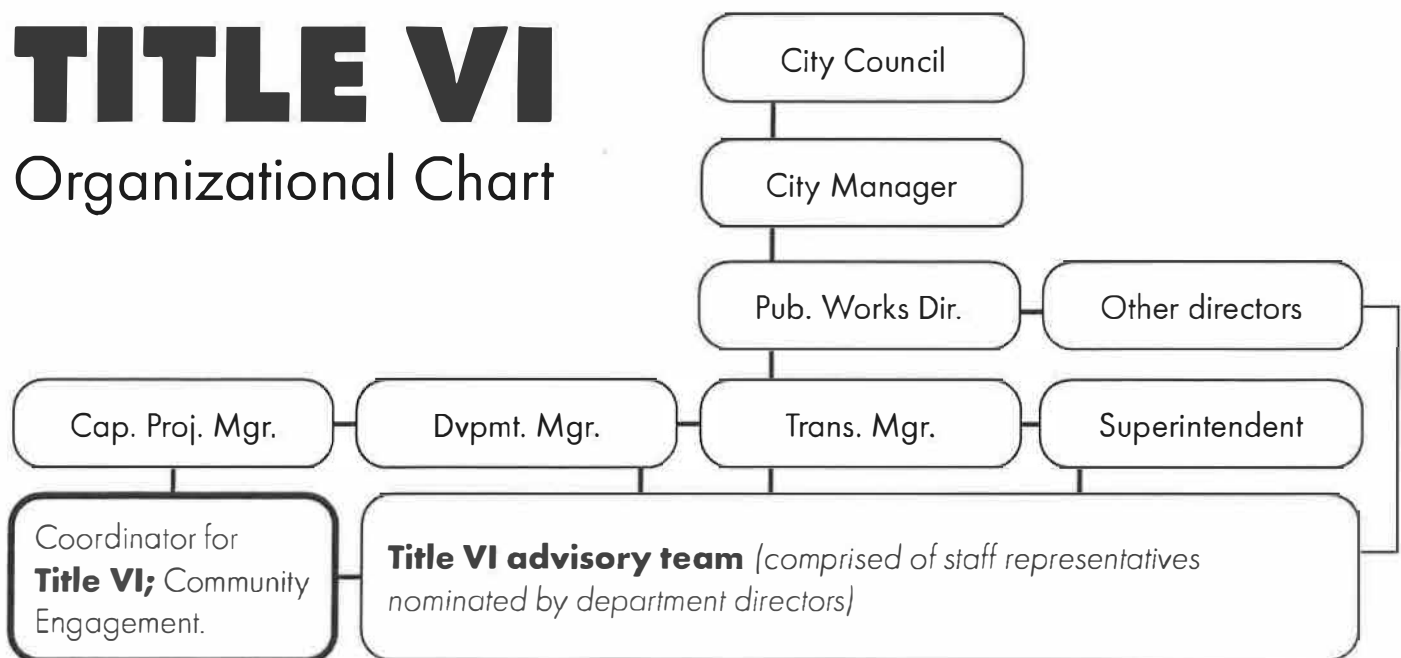 TITLE VI
Organizational Chart
City Council
City Manager
Pub. Works Dir.
Other directors
Cap. Proj. Mgr.
Dvpmt. Mgr.
Trans. Mgr.
Superintendent
Coordinator for
Title VI; Community
Engagement.
Title VI advisory team (comprised of staff representatives
nominated by department directors)